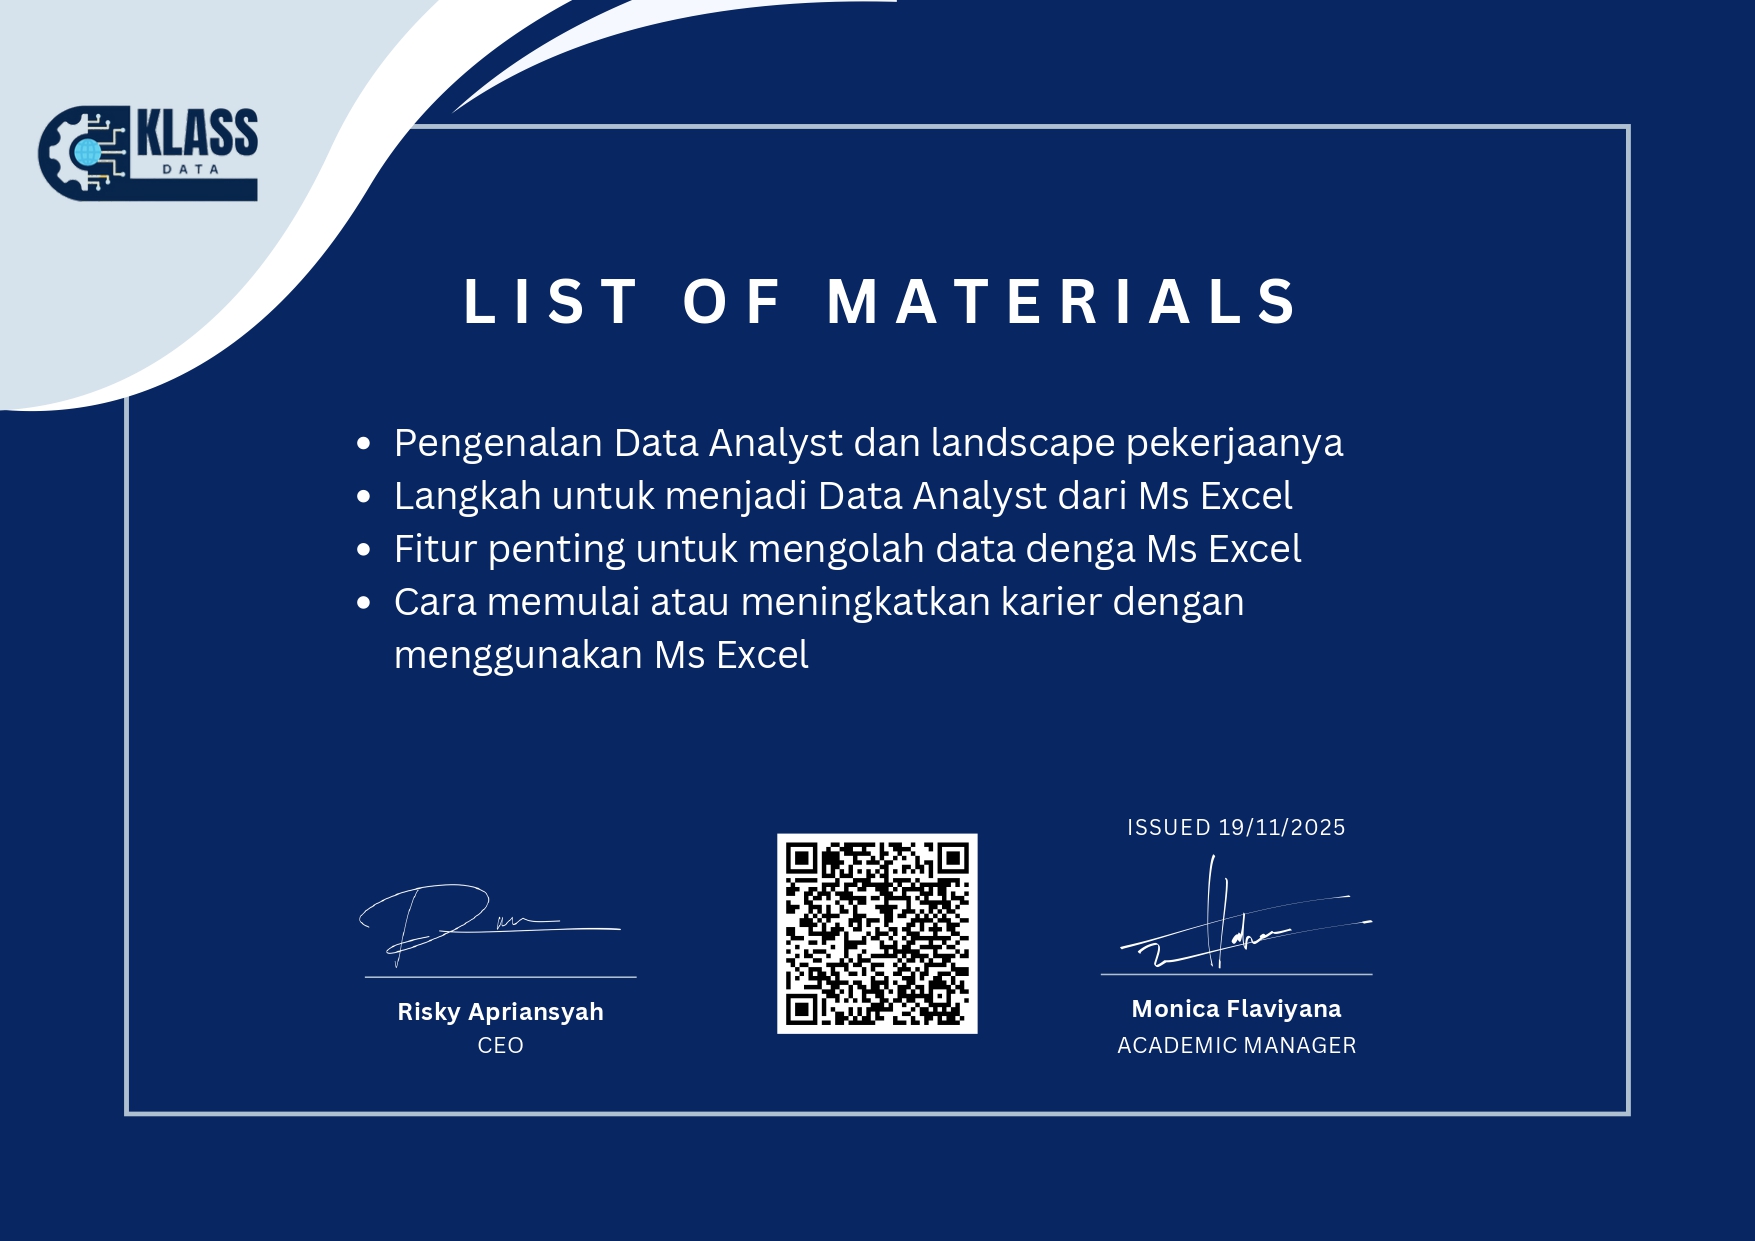 KLASS
DATA
LIST OF MATERIALS
• Pengenalan Data Analyst dan landscape pekerjaanya
• Langkah untuk menjadi Data Analyst dari Ms Excel
• Fitur penting untuk mengolah data denga Ms Excel
• Cara memulai atau meningkatkan karier dengan
menggunakan Ms Excel
ISSUED 19/11/2025
Risky Apriansyah
CEO
Monica Flaviyana
ACADEMIC MANAGER